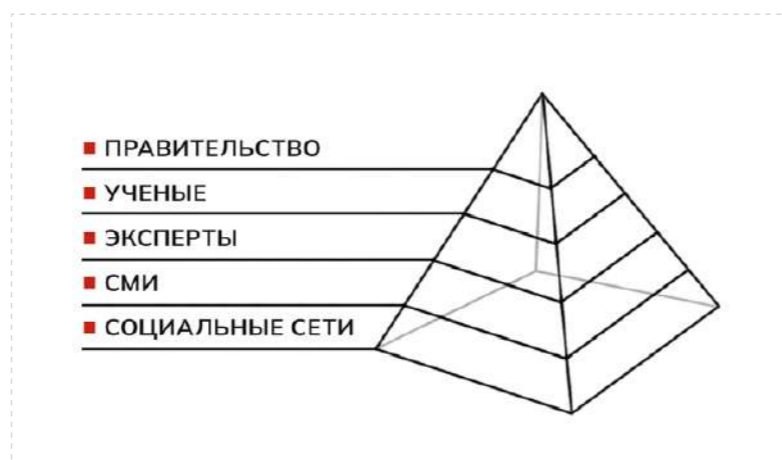 ПРАВИТЕЛЬСТВО
УЧЕНЫЕ
ЭКСПЕРТЫ
СМИ
СОЦИАЛЬНЫЕ СЕТИ